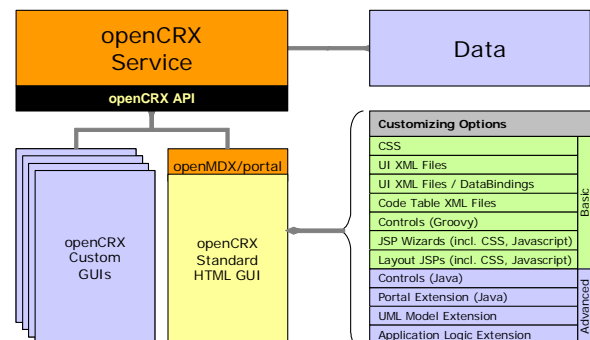 openCRX
Service
Data
openCRX API
Customizing Options
CSS
UI XML Files
UI XML Files / DataBindings
Code Table XML Files
Controls (Groovy)
JSP Wizards (incl. CSS, Javascript)
Layout JSPs (incl. CSS, Javascript)
Basic
Controls (Java)
Portal Extension (Java)
UML Model Extension
Application Logic Extension
Advanced
openMDX/portal
openCRX
Custom
GUIs
openCRX
Standard
HTML GUI